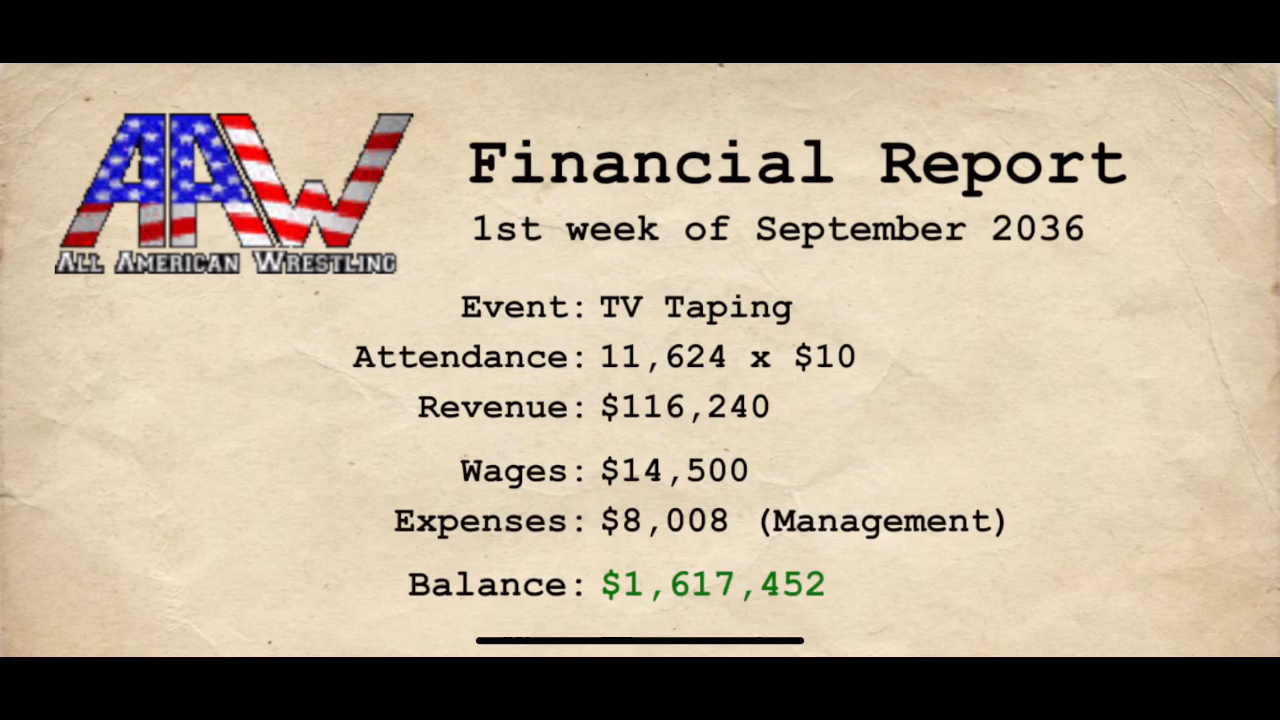 AAW
ALL AMERICAN WRESTLING
Financial Report
1st week of September 2036
Event: TV Taping
Attendance: 11,624 x $10
Revenue: $116,240
Wages: $14,500
Expenses: $8,008 (Management)
Balance: $1,617,452